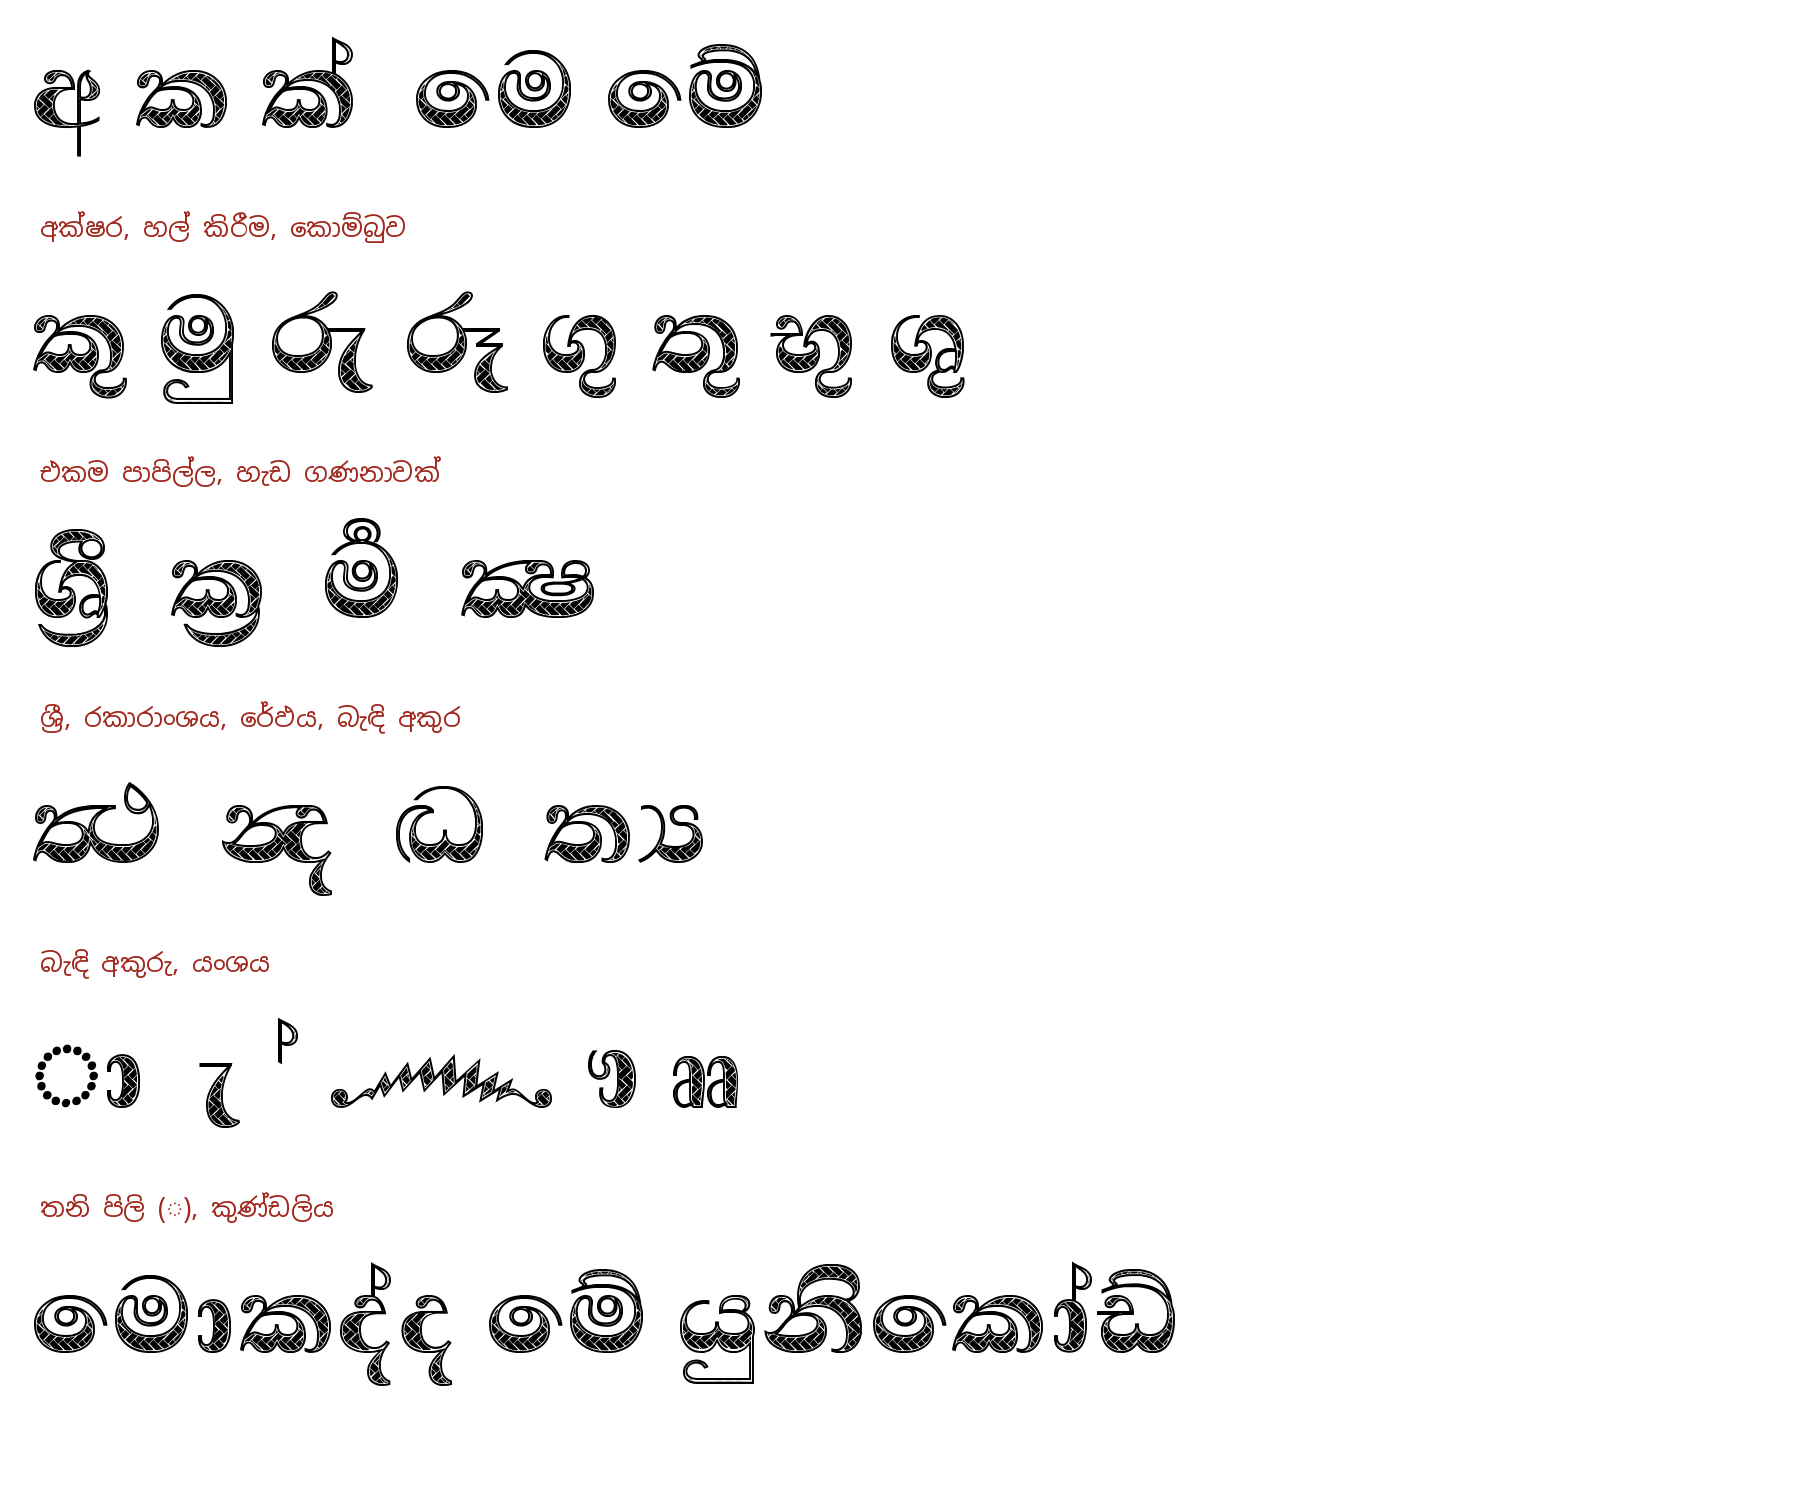 අ ක ක් මෙ මේ
අක්ෂර, හල් කිරීම, කොම්බුව
කු මු රු රූ ගු තු භු ශු
එකම පාපිල්ල, හැඩ ගණනාවක්
ශ්‍රී ක්‍ර ර්‍ම ක්‍ෂ
ශ්‍රී, රකාරාංශය, රේඵය, බැඳි අකුර
ත්‍ථ න්‍ද ද්‍ධ ත්‍ය
බැඳි අකුරු, යංශය
◌ා ැ ් ෴ ෟ ෲ
තනි පිලි (◌), කුණ්ඩලිය
මොකද්ද මේ යුනිකෝඩ්